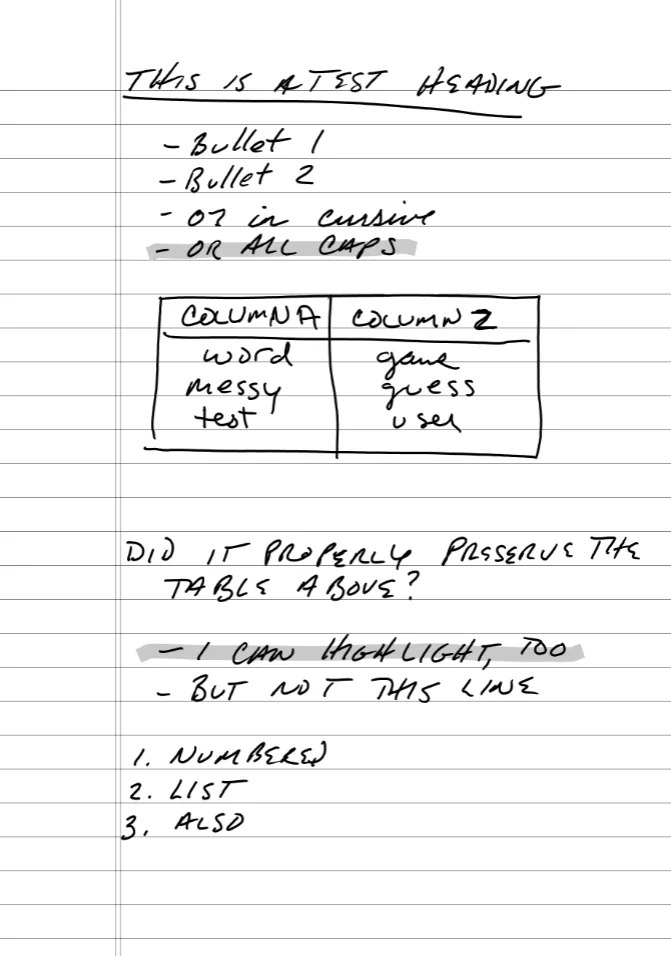 THIS IS A TEST HEADING
- Bullet 1
- Bullet 2
- or in cursive
- OR ALL CAPS
COLUMN A COLUMN 2
word game
messy guess
test user
DID IT PROPERLY PRESERVE THE
TABLE ABOVE?
- I CAN HIGHLIGHT, TOO
- BUT NOT THIS LINE
1. NUMBERED
2. LIST
3. ALSO